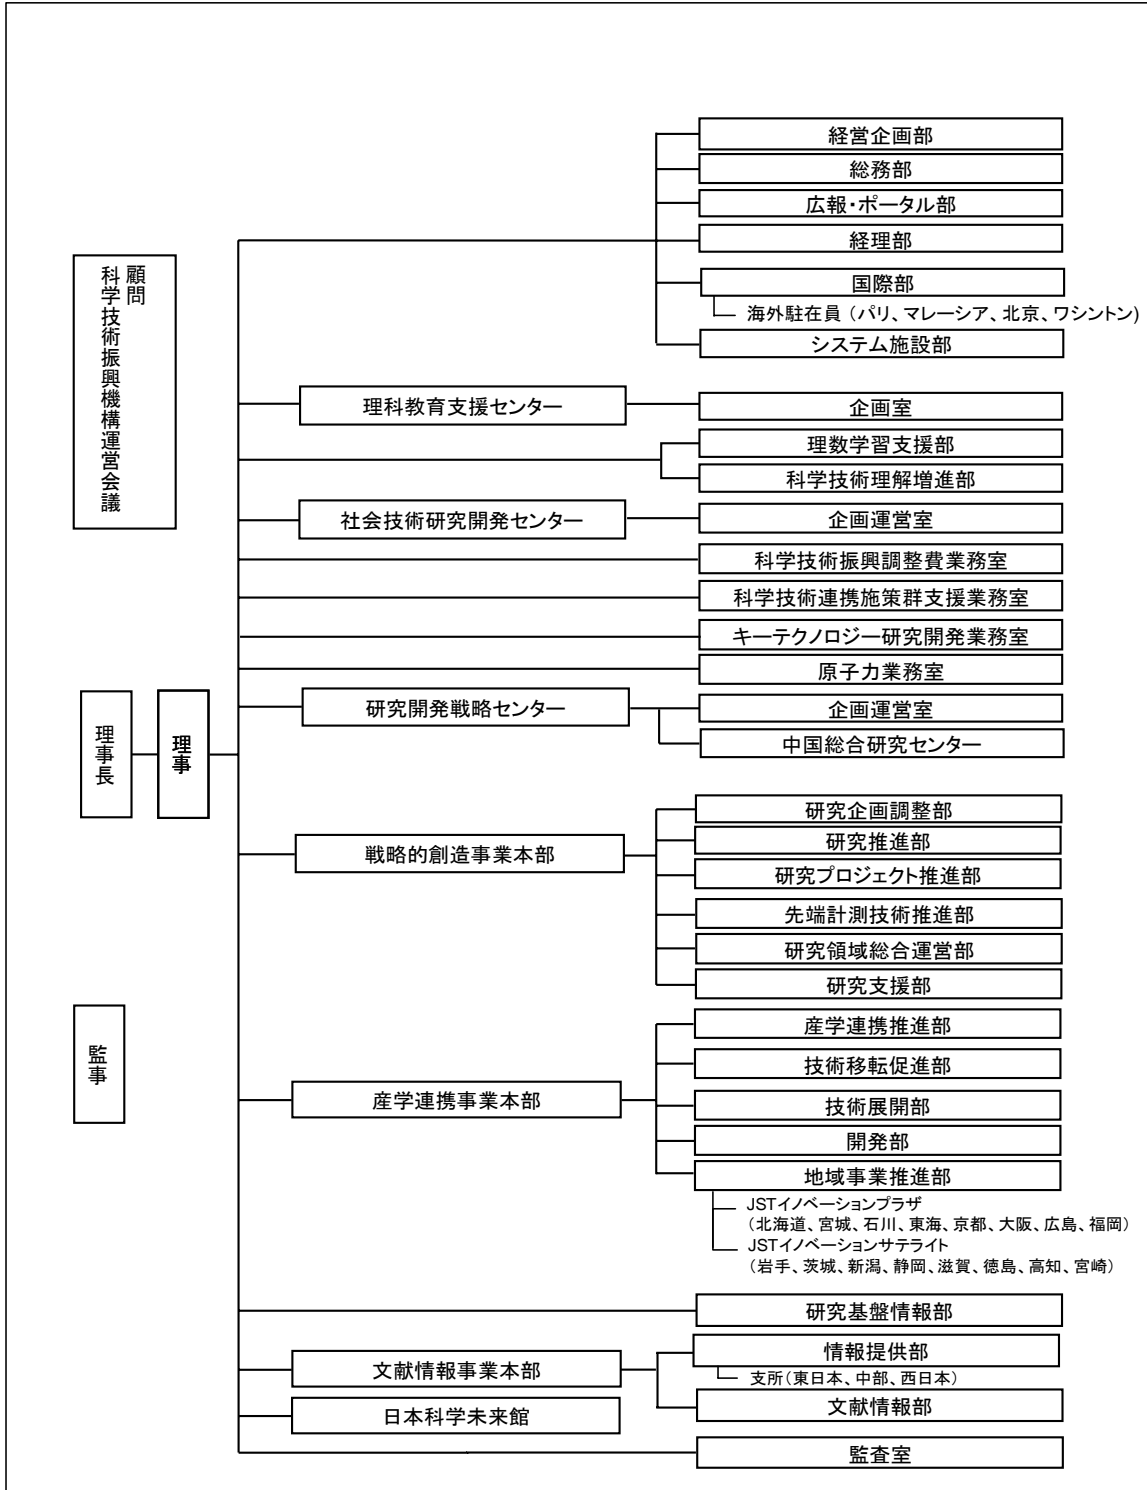 経営企画部
総務部
広報・ポータル部
経理部
国際部
海外駐在員（パリ、マレーシア、北京、ワシントン)
システム施設部
顧問
科学技術振興機構運営会議
理科教育支援センター
企画室
理数学習支援部
科学技術理解増進部
社会技術研究開発センター
企画運営室
科学技術振興調整費業務室
科学技術連携施策群支援業務室
キーテクノロジー研究開発業務室
原子力業務室
理事長
理事
研究開発戦略センター
企画運営室
中国総合研究センター
戦略的創造事業本部
研究企画調整部
研究推進部
研究プロジェクト推進部
先端計測技術推進部
研究領域総合運営部
研究支援部
監事
産学連携事業本部
産学連携推進部
技術移転促進部
技術展開部
開発部
地域事業推進部
JSTイノベーションプラザ
（北海道、宮城、石川、東海、京都、大阪、広島、福岡）
JSTイノベーションサテライト
（岩手、茨城、新潟、静岡、滋賀、徳島、高知、宮崎）
研究基盤情報部
文献情報事業本部
情報提供部
支所（東日本、中部、西日本）
文献情報部
日本科学未来館
監査室